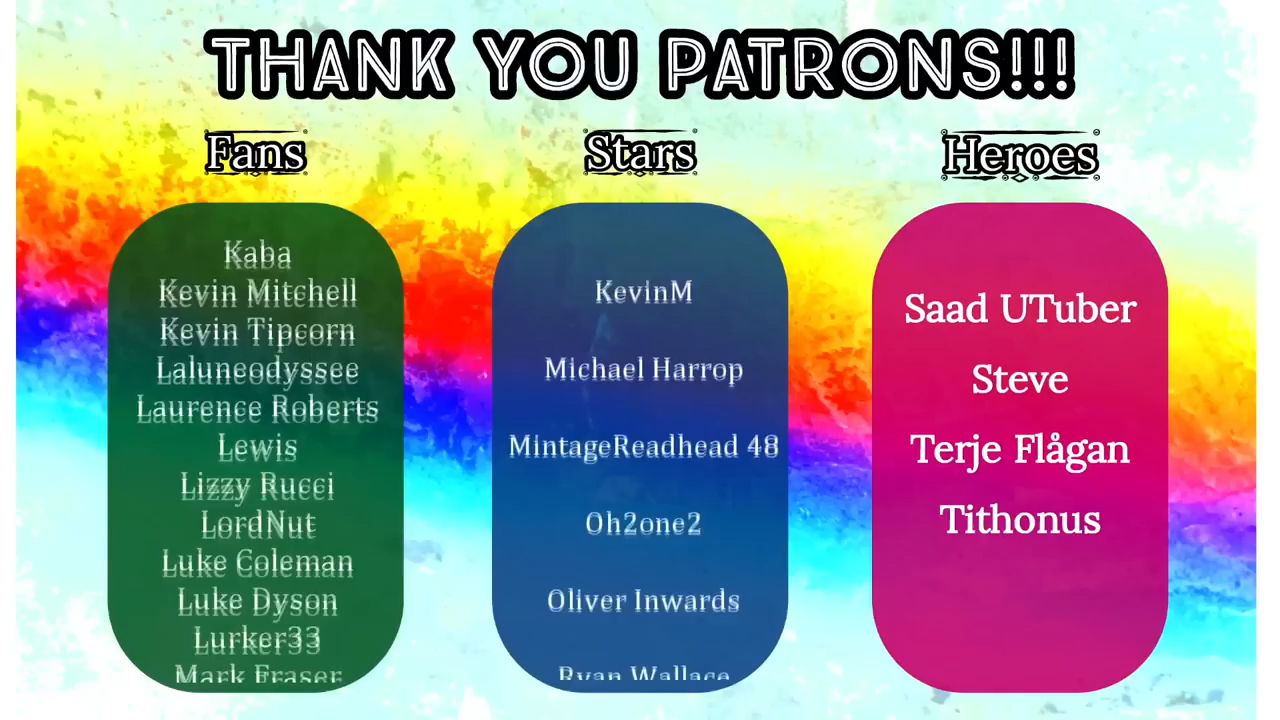 THANK YOU PATRONS!!!
Fans
Kaba
Kevin Mitchell
Kevin Tipcorn
Laluneodyssee
Laurence Roberts
Lewis
Lizzy Rucci
LordNut
Luke Coleman
Luke Dyson
Lurker33
Mark Fraser
Stars
KevinM
Michael Harrop
MintageReadhead 48
Oh2one2
Oliver Inwards
Ryan Wallace
Heroes
Saad UTuber
Steve
Terje Flågan
Tithonus